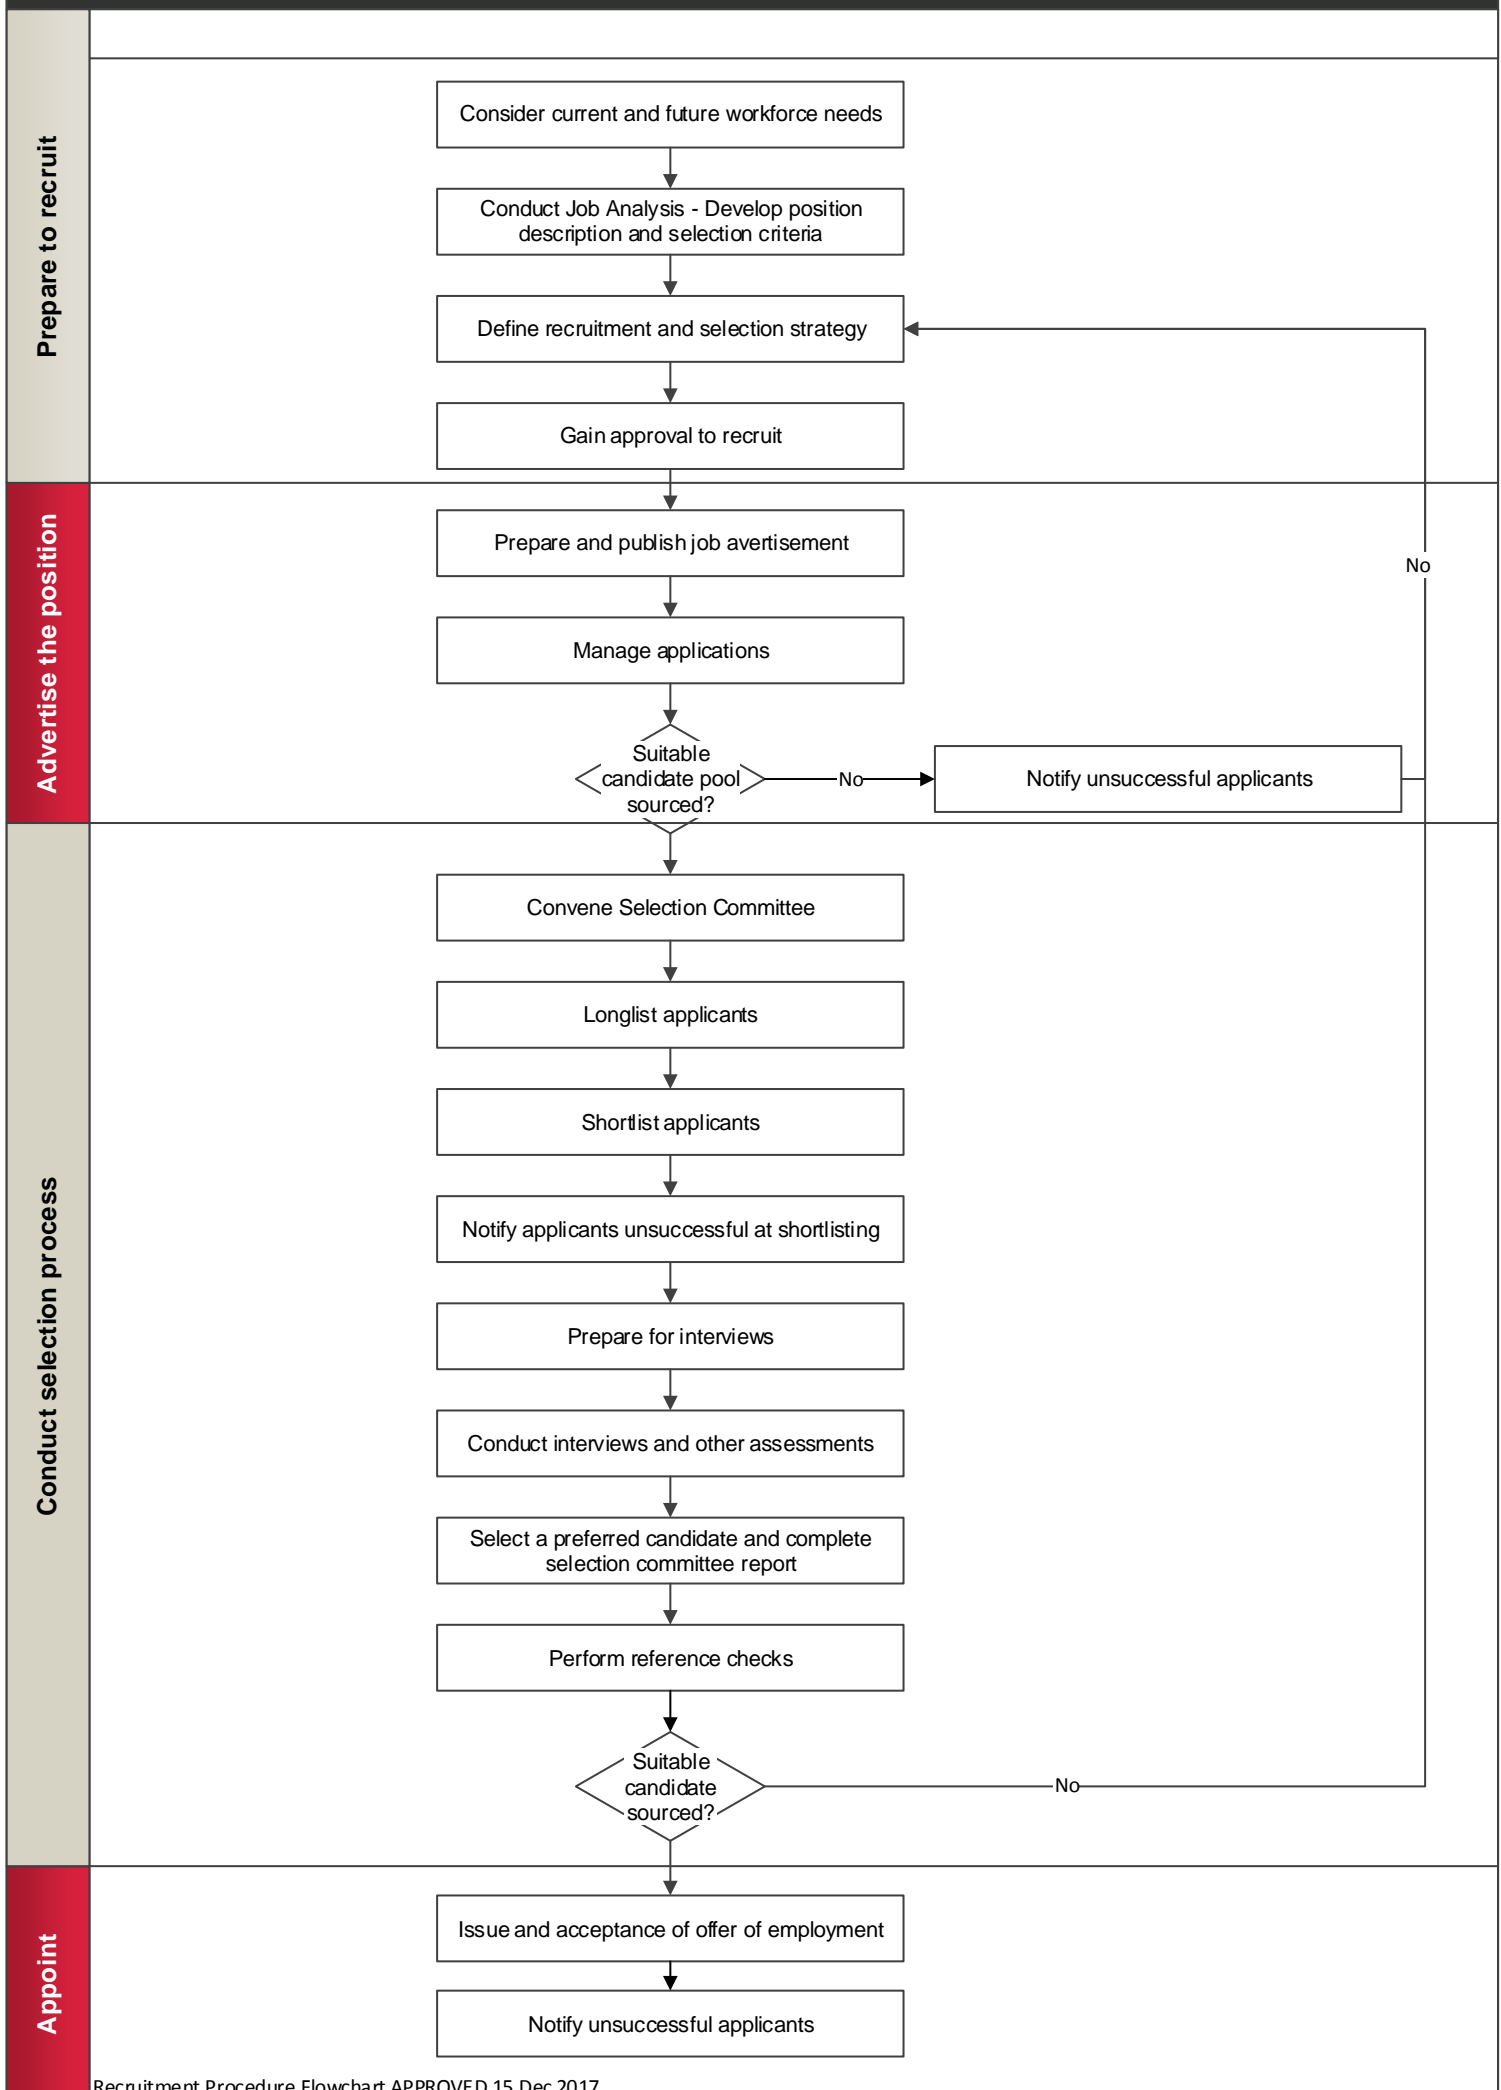 Prepare to recruit
Consider current and future workforce needs
Conduct Job Analysis - Develop position
description and selection criteria
Define recruitment and selection strategy
Gain approval to recruit
Advertise the position
Prepare and publish job avertisement
No
Manage applications
Suitable
candidate pool
sourced?
No
Notify unsuccessful applicants
Conduct selection process
Convene Selection Committee
Longlist applicants
Shortlist applicants
Notify applicants unsuccessful at shortlisting
Prepare for interviews
Conduct interviews and other assessments
Select a preferred candidate and complete
selection committee report
Perform reference checks
Suitable
candidate
sourced?
No
Appoint
Issue and acceptance of offer of employment
Notify unsuccessful applicants
Recruitment Procedure Flowchart APPROVED 15 Dec 2017